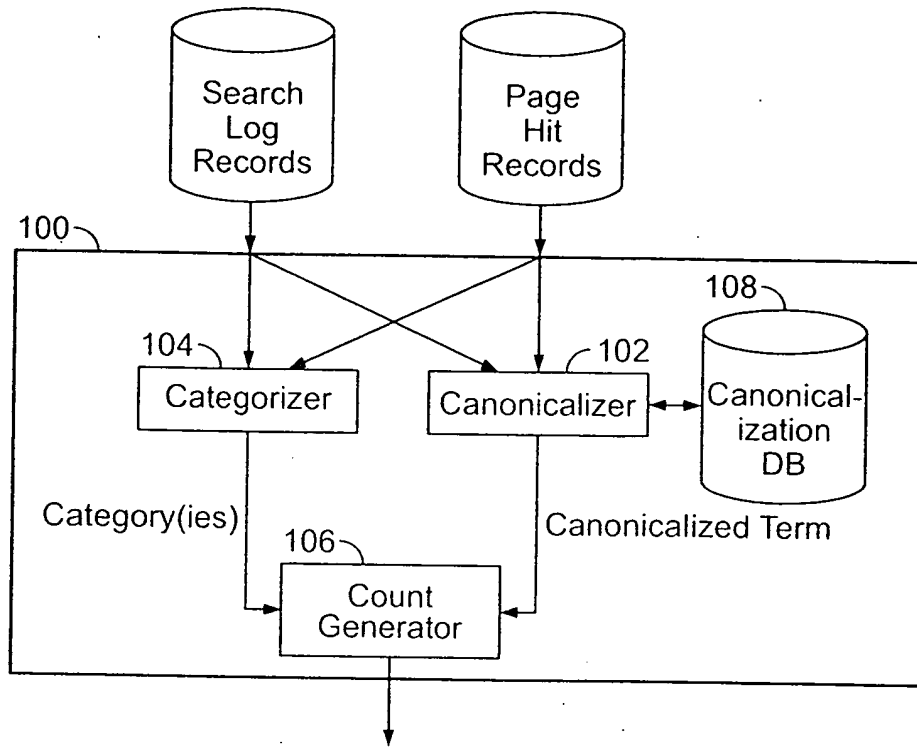 Search
Log
Records
Page
Hit
Records
100
108
104
102
Categorizer
Canonicalizer
Canonical-
ization
DB
Category(ies)
Canonicalized Term
106
Count
Generator